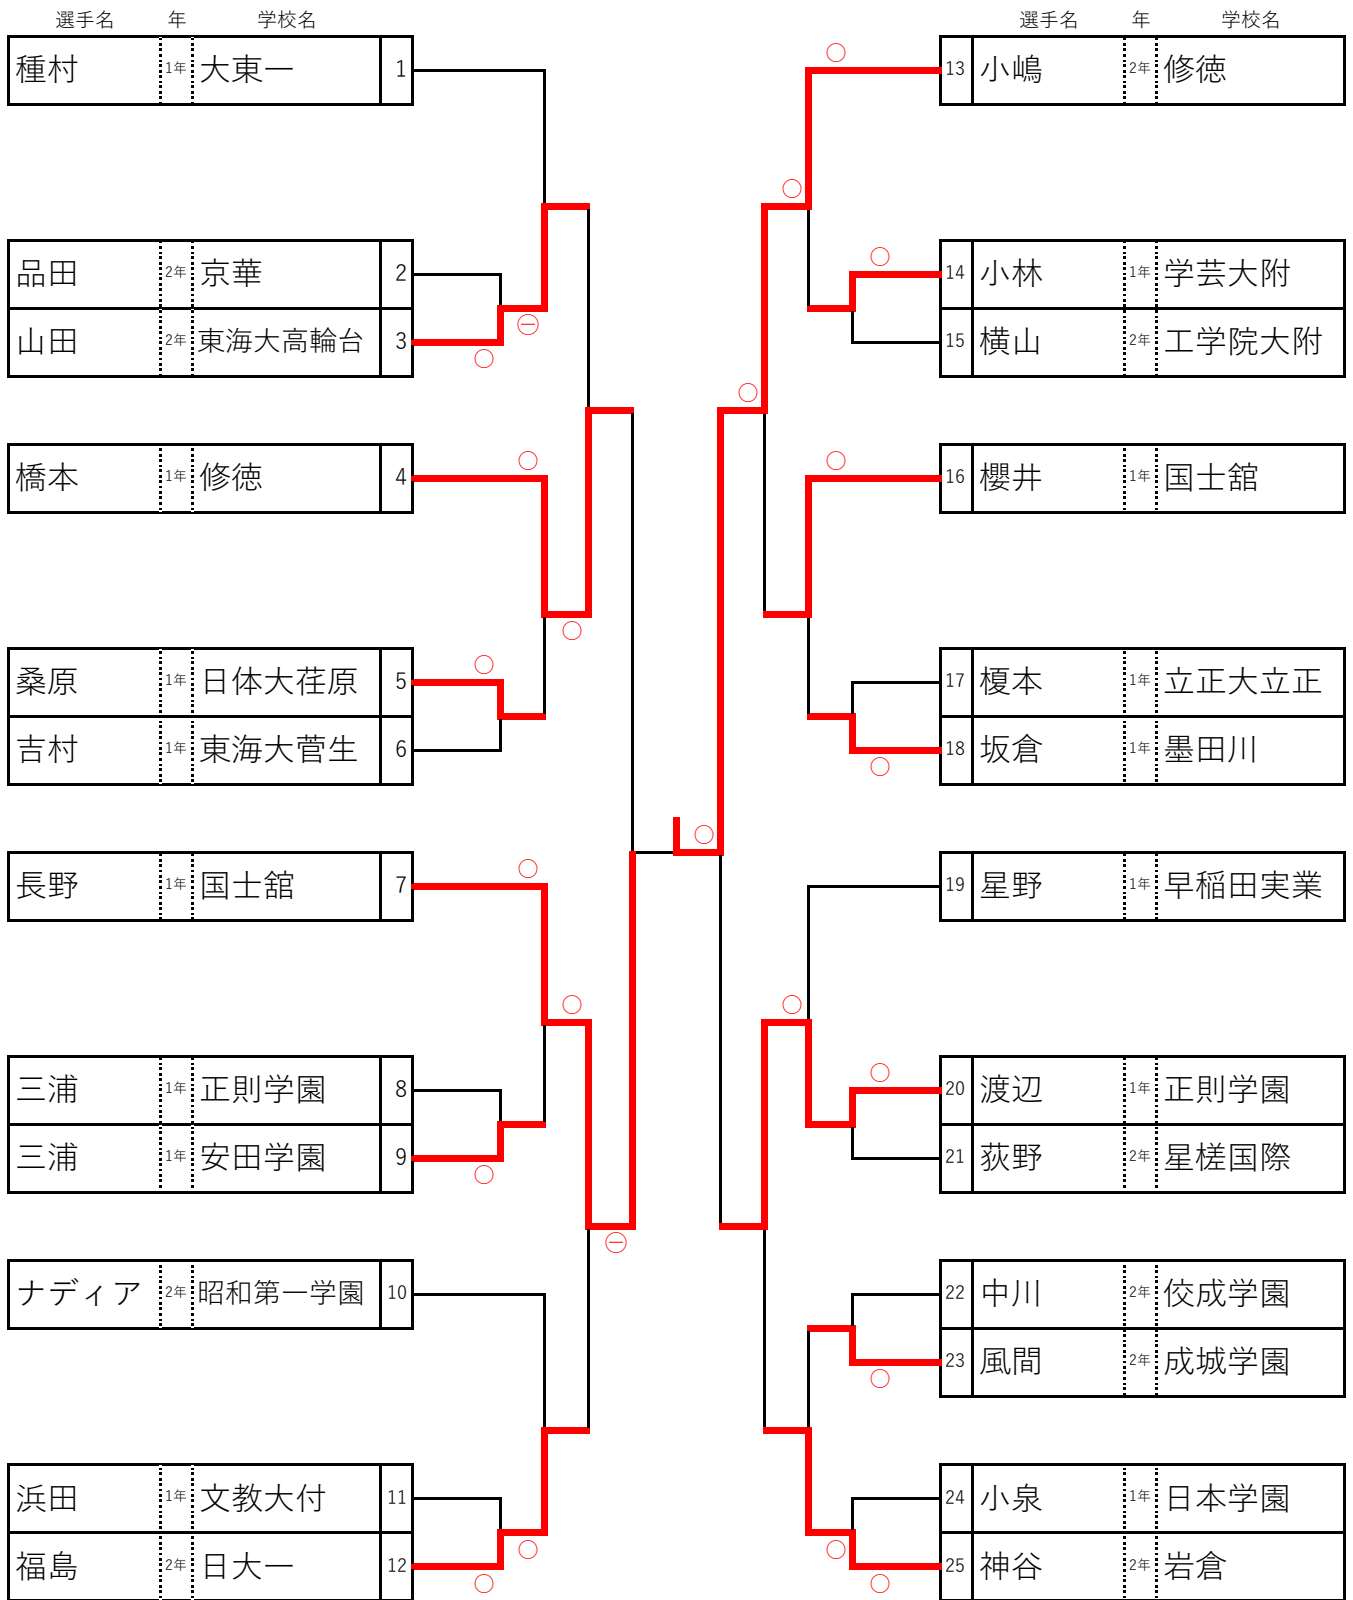 選手名 年 学校名
種村 1年 大東一 1
品田 2年 京華 2
山田 2年 東海大高輪台 3
橋本 1年 修徳 4
桑原 1年 日体大荏原 5
吉村 1年 東海大菅生 6
長野 1年 国士舘 7
三浦 1年 正則学園 8
三浦 1年 安田学園 9
ナディア 2年 昭和第一学園 10
浜田 1年 文教大付 11
福島 2年 日大一 12
選手名 年 学校名
13 小嶋 2年 修徳
14 小林 1年 学芸大附
15 横山 2年 工学院大附
16 櫻井 1年 国士舘
17 榎本 1年 立正大立正
18 坂倉 1年 墨田川
19 星野 1年 早稲田実業
20 渡辺 1年 正則学園
21 荻野 2年 星槎国際
22 中川 2年 佼成学園
23 風間 2年 成城学園
24 小泉 1年 日本学園
25 神谷 2年 岩倉